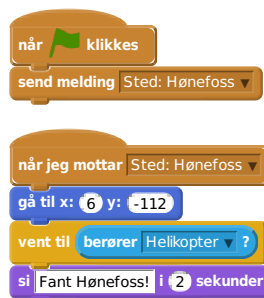 når klikkes
send melding Sted: Hønefoss
når jeg mottar Sted: Hønefoss
gå til x: 6 y: -112
vent til berører Helikopter ?
si Fant Hønefoss! i 2 sekunder